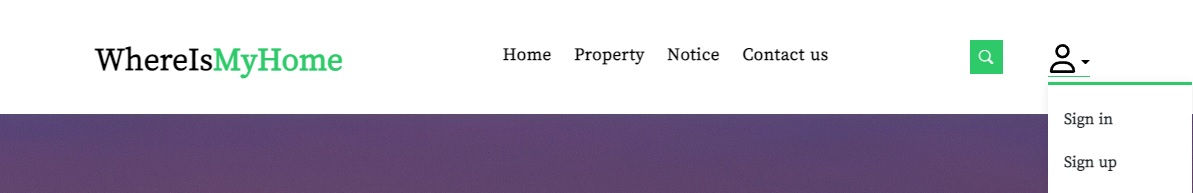 WhereIsMyHome Home Property Notice Contact us
Sign in
Sign up